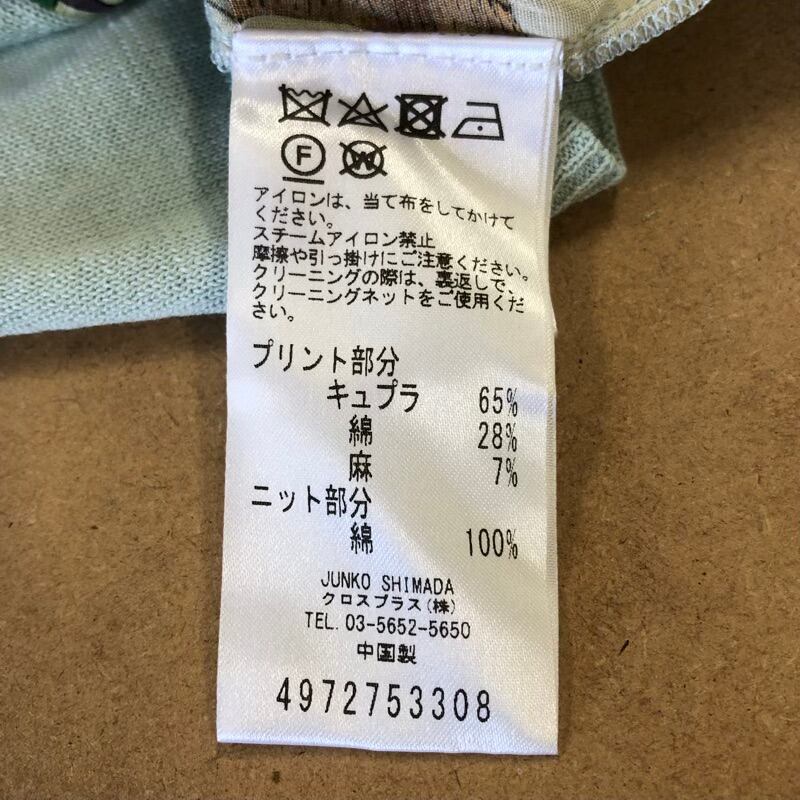 F W
アイロンは、当て布をしてかけて
ください。
スチームアイロン禁止
摩擦や引っ掛けにご注意ください。
クリーニングの際は、裏返しで、
クリーニングネットをご使用くだ
さい。
プリント部分
キュプラ 65%
綿 28%
麻 7%
ニット部分
綿 100%
JUNKO SHIMADA
クロスプラス(株)
TEL. 03-5652-5650
中国製
4972753308